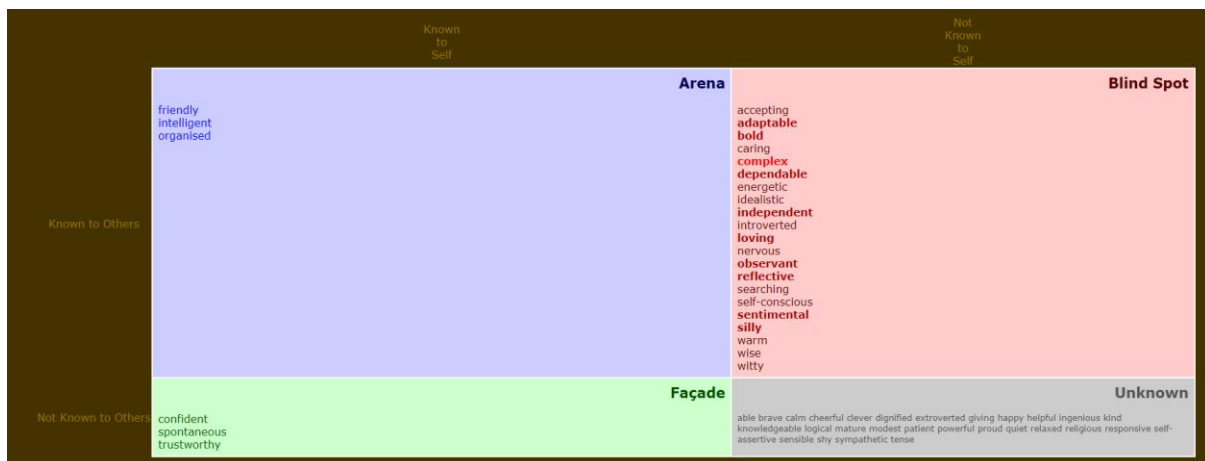 Known
to
Self
Not
Known
to
Self
Known to Others
Arena
friendly
intelligent
organised
Blind Spot
accepting
adaptable
bold
caring
complex
dependable
energetic
idealistic
independent
introverted
loving
nervous
observant
reflective
searching
self-conscious
sentimental
silly
warm
wise
witty
Not Known to Others
Façade
confident
spontaneous
trustworthy
Unknown
able brave calm cheerful clever dignified extroverted giving happy helpful ingenious kind
knowledgeable logical mature modest patient powerful proud quiet relaxed religious responsive self-
assertive sensible shy sympathetic tense